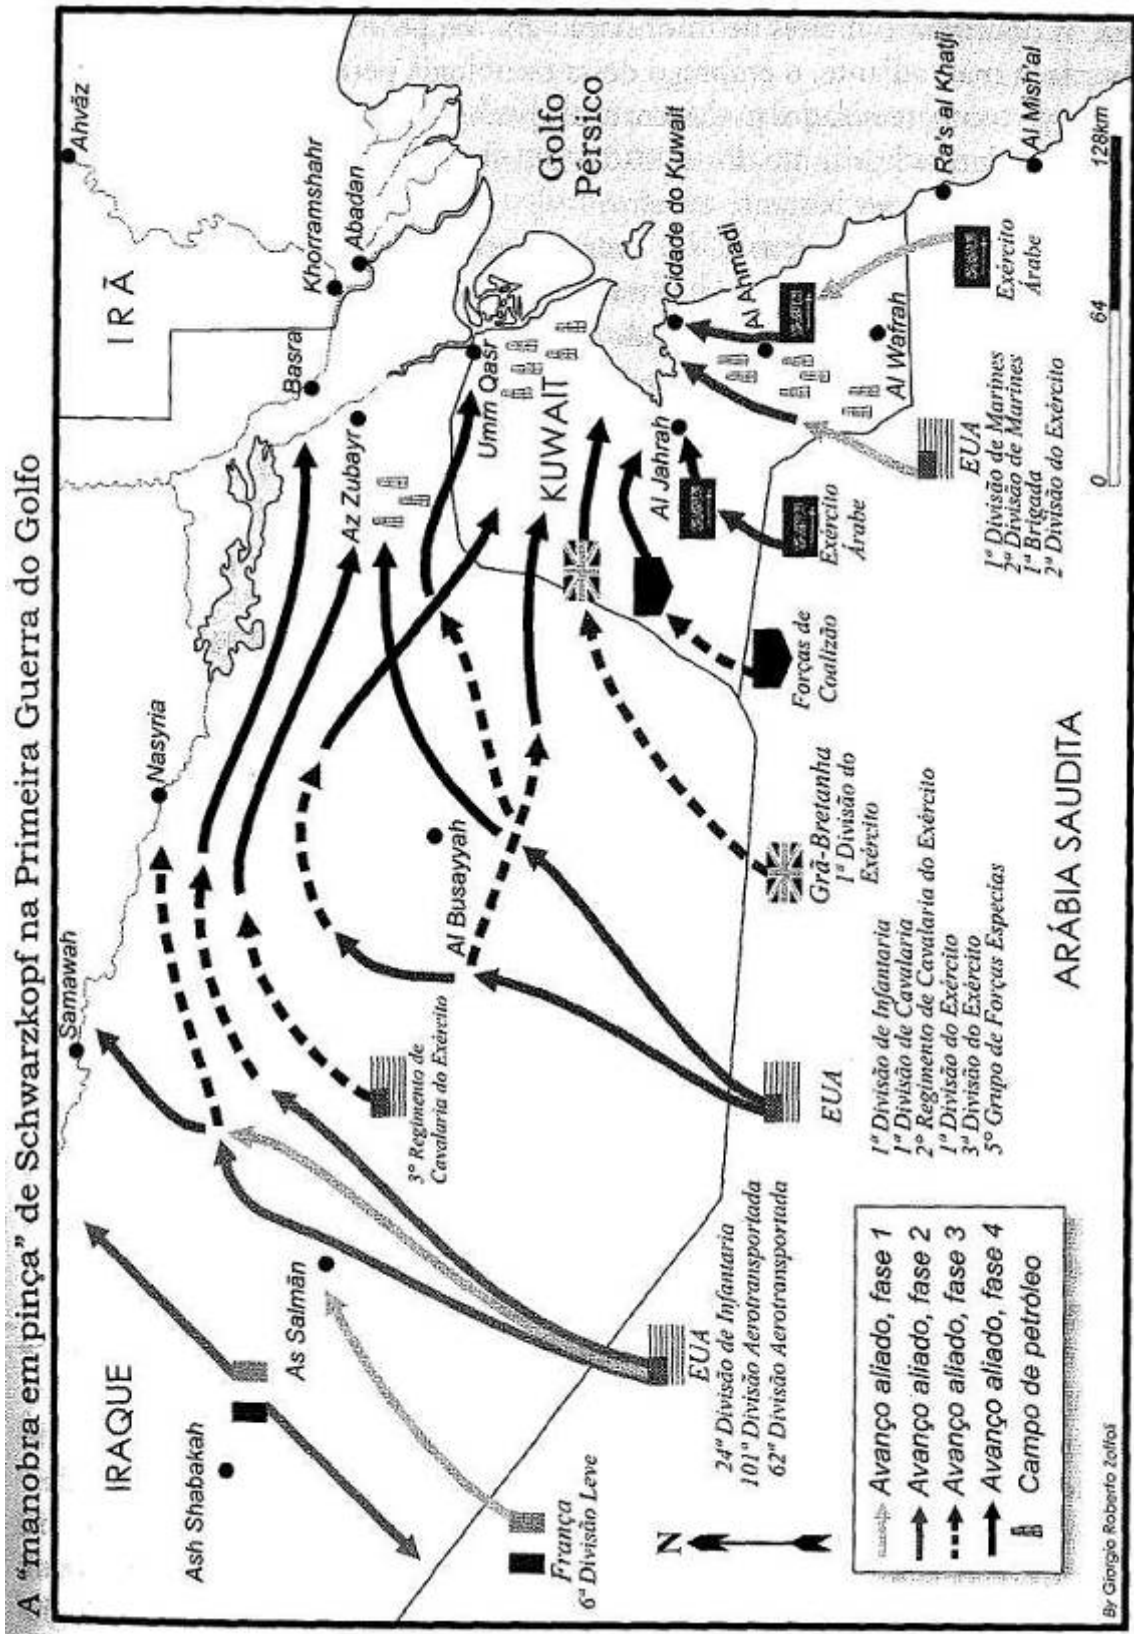 A “manobra em pinça” de Schwarzkopf na Primeira Guerra do Golfo
IRAQUE
Ash Shabakah
As Salmãn
Samawah
Nasyria
IRÃ
Ahvãz
Khorramshahr
Abadan
Basra
Az Zubayr
Umm Qasr
KUWAIT
Golfo
Pérsico
Cidade do Kuwait
Al Jahrah
Al Ahmadi
Al Wafrah
Ra's al Khatji
Al Mish'al
Al Busayyah
3º Regimento de
Cavalaria do Exército
França
6ª Divisão Leve
EUA
24ª Divisão de Infantaria
101ª Divisão Aerotransportada
62ª Divisão Aerotransportada
EUA
1ª Divisão de Infantaria
1ª Divisão de Cavalaria
2º Regimento de Cavalaria do Exército
1ª Divisão do Exército
3ª Divisão do Exército
5º Grupo de Forças Especias
Grã-Bretanha
1ª Divisão do
Exército
Forças de
Coalizão
Exército
Árabe
EUA
1ª Divisão de Marines
2ª Divisão de Marines
1ª Brigada
2ª Divisão do Exército
Exército
Árabe
ARÁBIA SAUDITA
0 64 128km
N
Avanço aliado, fase 1
Avanço aliado, fase 2
Avanço aliado, fase 3
Avanço aliado, fase 4
Campo de petróleo
By Giorgio Roberto Zoffoli